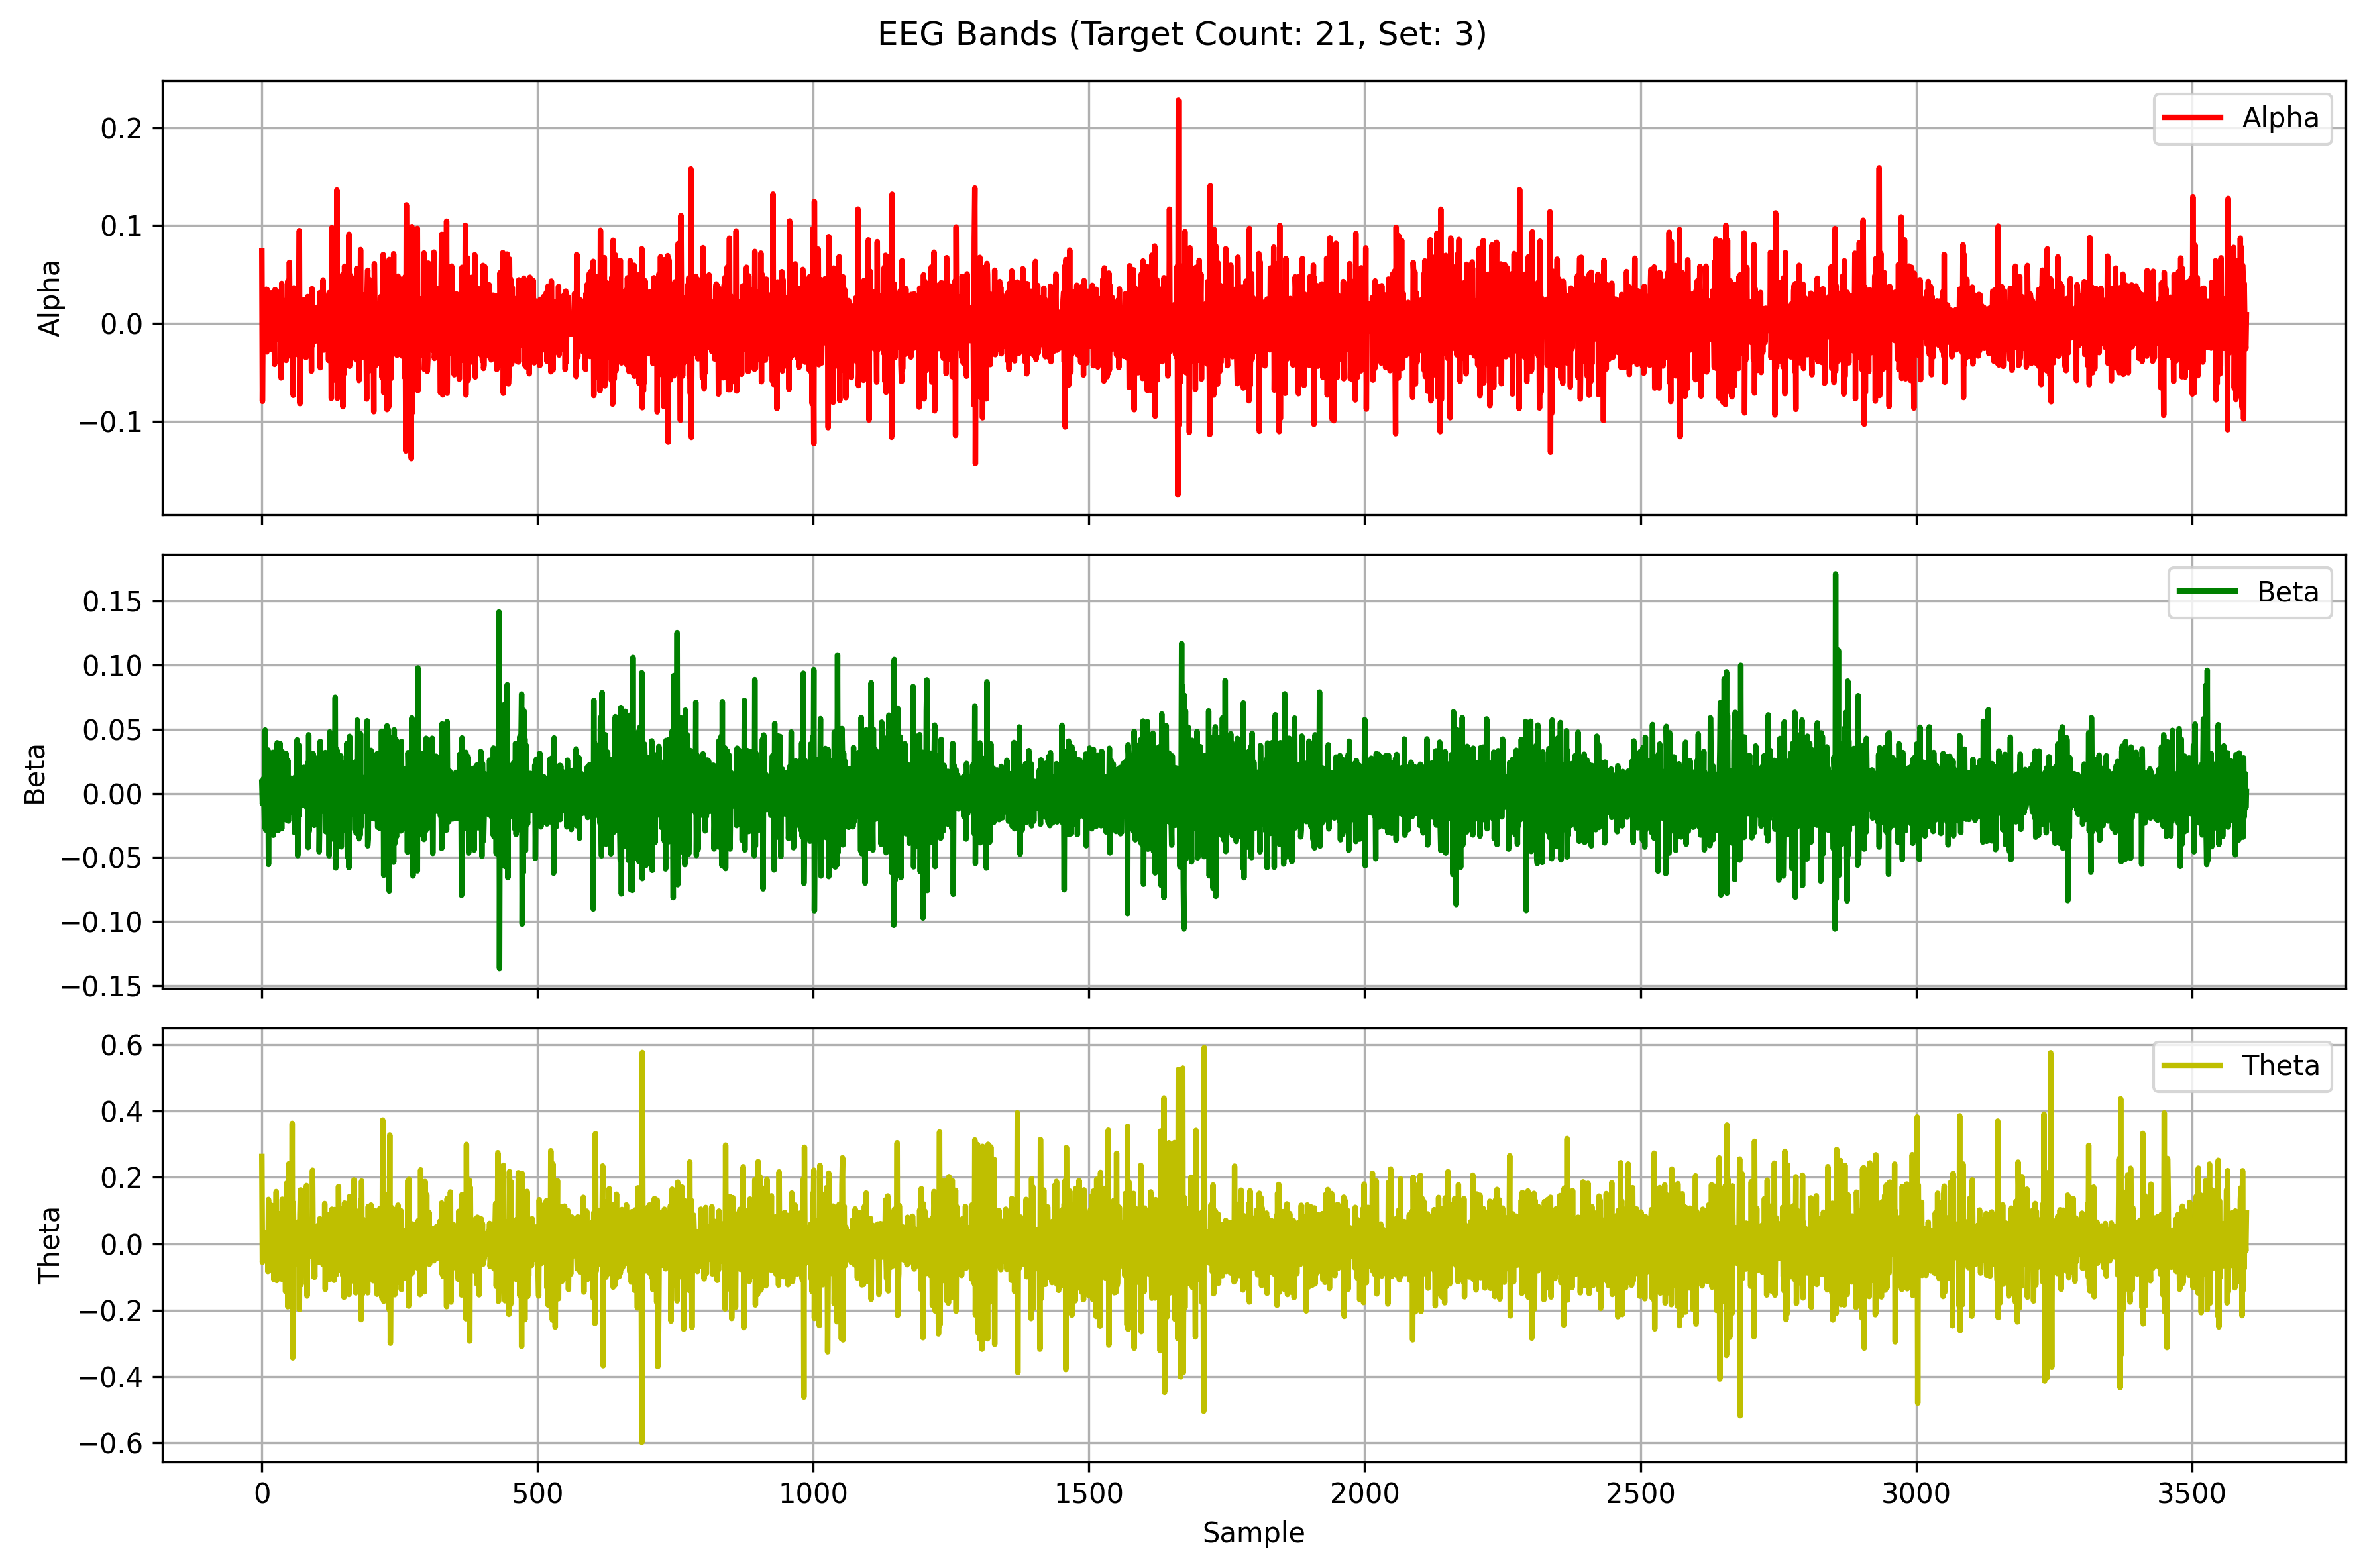 EEG Bands (Target Count: 21, Set: 3)
Alpha
0.2
0.1
0.0
−0.1
Alpha
Beta
0.15
0.10
0.05
0.00
−0.05
−0.10
−0.15
Beta
Theta
0.6
0.4
0.2
0.0
−0.2
−0.4
−0.6
Theta
0 500 1000 1500 2000 2500 3000 3500
Sample